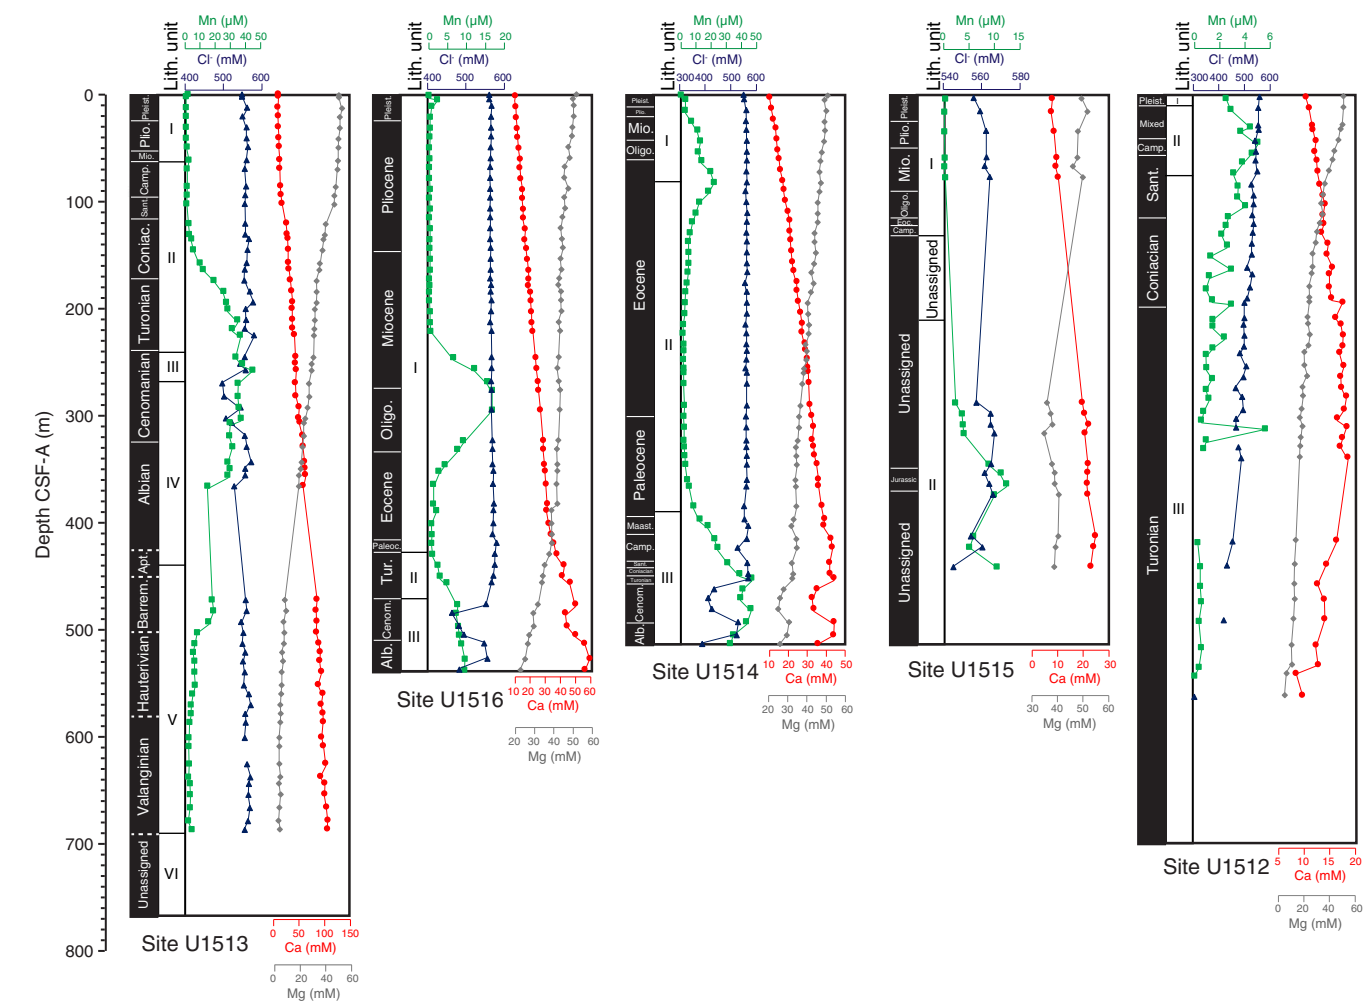 Depth CSF-A (m)
0
100
200
300
400
500
600
700
800
Lith. unit
Mn (µM)
0 10 20 30 40 50
Cl⁻ (mM)
400 500 600
Pleist.
Plio.
Mio.
Camp.
Sant.
Coniac.
Turonian
Cenomanian
Albian
Apt.
Barrem.
Hauterivian
Valanginian
Unassigned
I
II
III
IV
V
VI
Site U1513
0 50 100 150
Ca (mM)
0 20 40 60
Mg (mM)
Lith. unit
Mn (µM)
0 5 10 15 20
Cl⁻ (mM)
400 500 600
Pleist.
Pliocene
Miocene
Oligo.
Eocene
Paleoc.
Tur.
Cenom.
Alb.
I
II
III
Site U1516
10 20 30 40 50 60
Ca (mM)
20 30 40 50 60
Mg (mM)
Lith. unit
Mn (µM)
0 10 20 30 40 50
Cl⁻ (mM)
300 400 500 600
Pleist.
Plio.
Mio.
Oligo.
Eocene
Paleocene
Maast.
Camp.
Sant.
Coniacian
Turonian
Cenom.
Alb.
I
II
III
Site U1514
10 20 30 40 50
Ca (mM)
20 30 40 50 60
Mg (mM)
Lith. unit
Mn (µM)
0 5 10 15
Cl⁻ (mM)
540 560 580
Pleist.
Plio.
Mio.
Oligo.
Eoc.
Camp.
Unassigned
Jurassic
Unassigned
I
Unassigned
II
Site U1515
0 10 20 30
Ca (mM)
30 40 50 60
Mg (mM)
Lith. unit
Mn (µM)
0 2 4 6
Cl⁻ (mM)
300 400 500 600
Pleist.
Mixed
Camp.
Sant.
Coniacian
Turonian
I
II
III
Site U1512
5 10 15 20
Ca (mM)
0 20 40 60
Mg (mM)